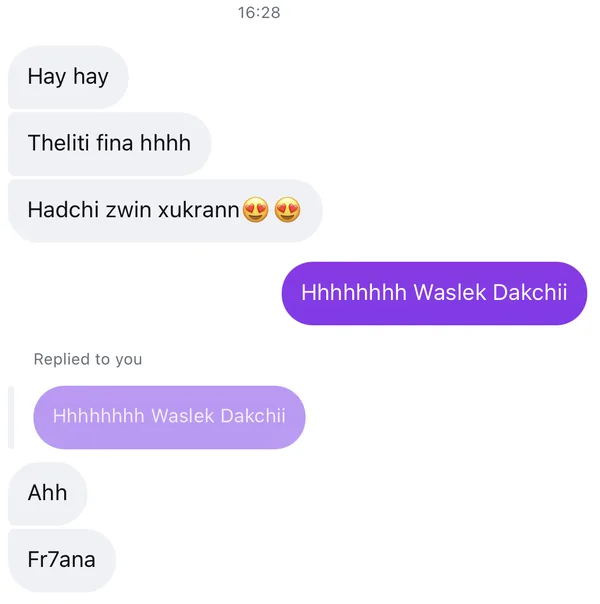 16:28
Hay hay
Theliti fina hhhh
Hadchi zwin xukrann😍😍
Hhhhhhhh Waslek Dakchii
Replied to you
Hhhhhhhh Waslek Dakchii
Ahh
Fr7ana